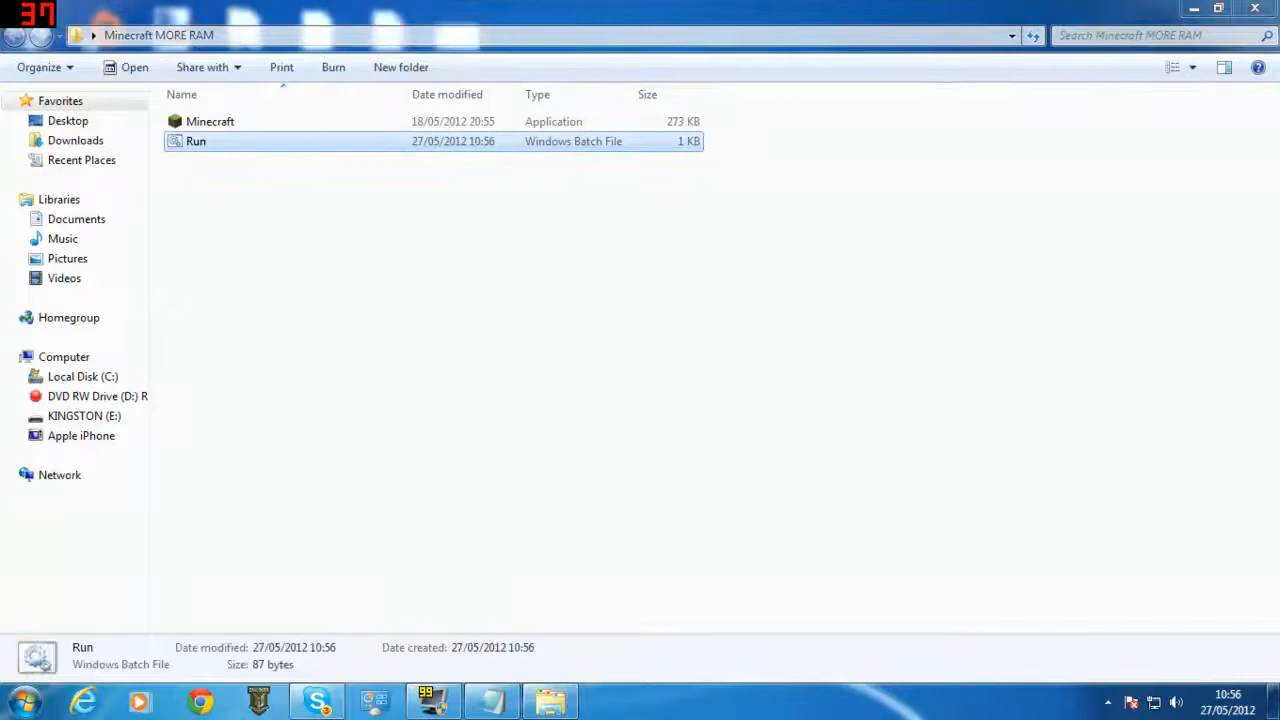 37
Minecraft MORE RAM
Search Minecraft MORE RAM
Organize Open Share with Print Burn New folder
Favorites
Desktop
Downloads
Recent Places
Libraries
Documents
Music
Pictures
Videos
Homegroup
Computer
Local Disk (C:)
DVD RW Drive (D:) R
KINGSTON (E:)
Apple iPhone
Network
Name Date modified Type Size
Minecraft 18/05/2012 20:55 Application 273 KB
Run 27/05/2012 10:56 Windows Batch File 1 KB
Run Date modified: 27/05/2012 10:56 Date created: 27/05/2012 10:56
Windows Batch File Size: 87 bytes
3
99
10:56
27/05/2012